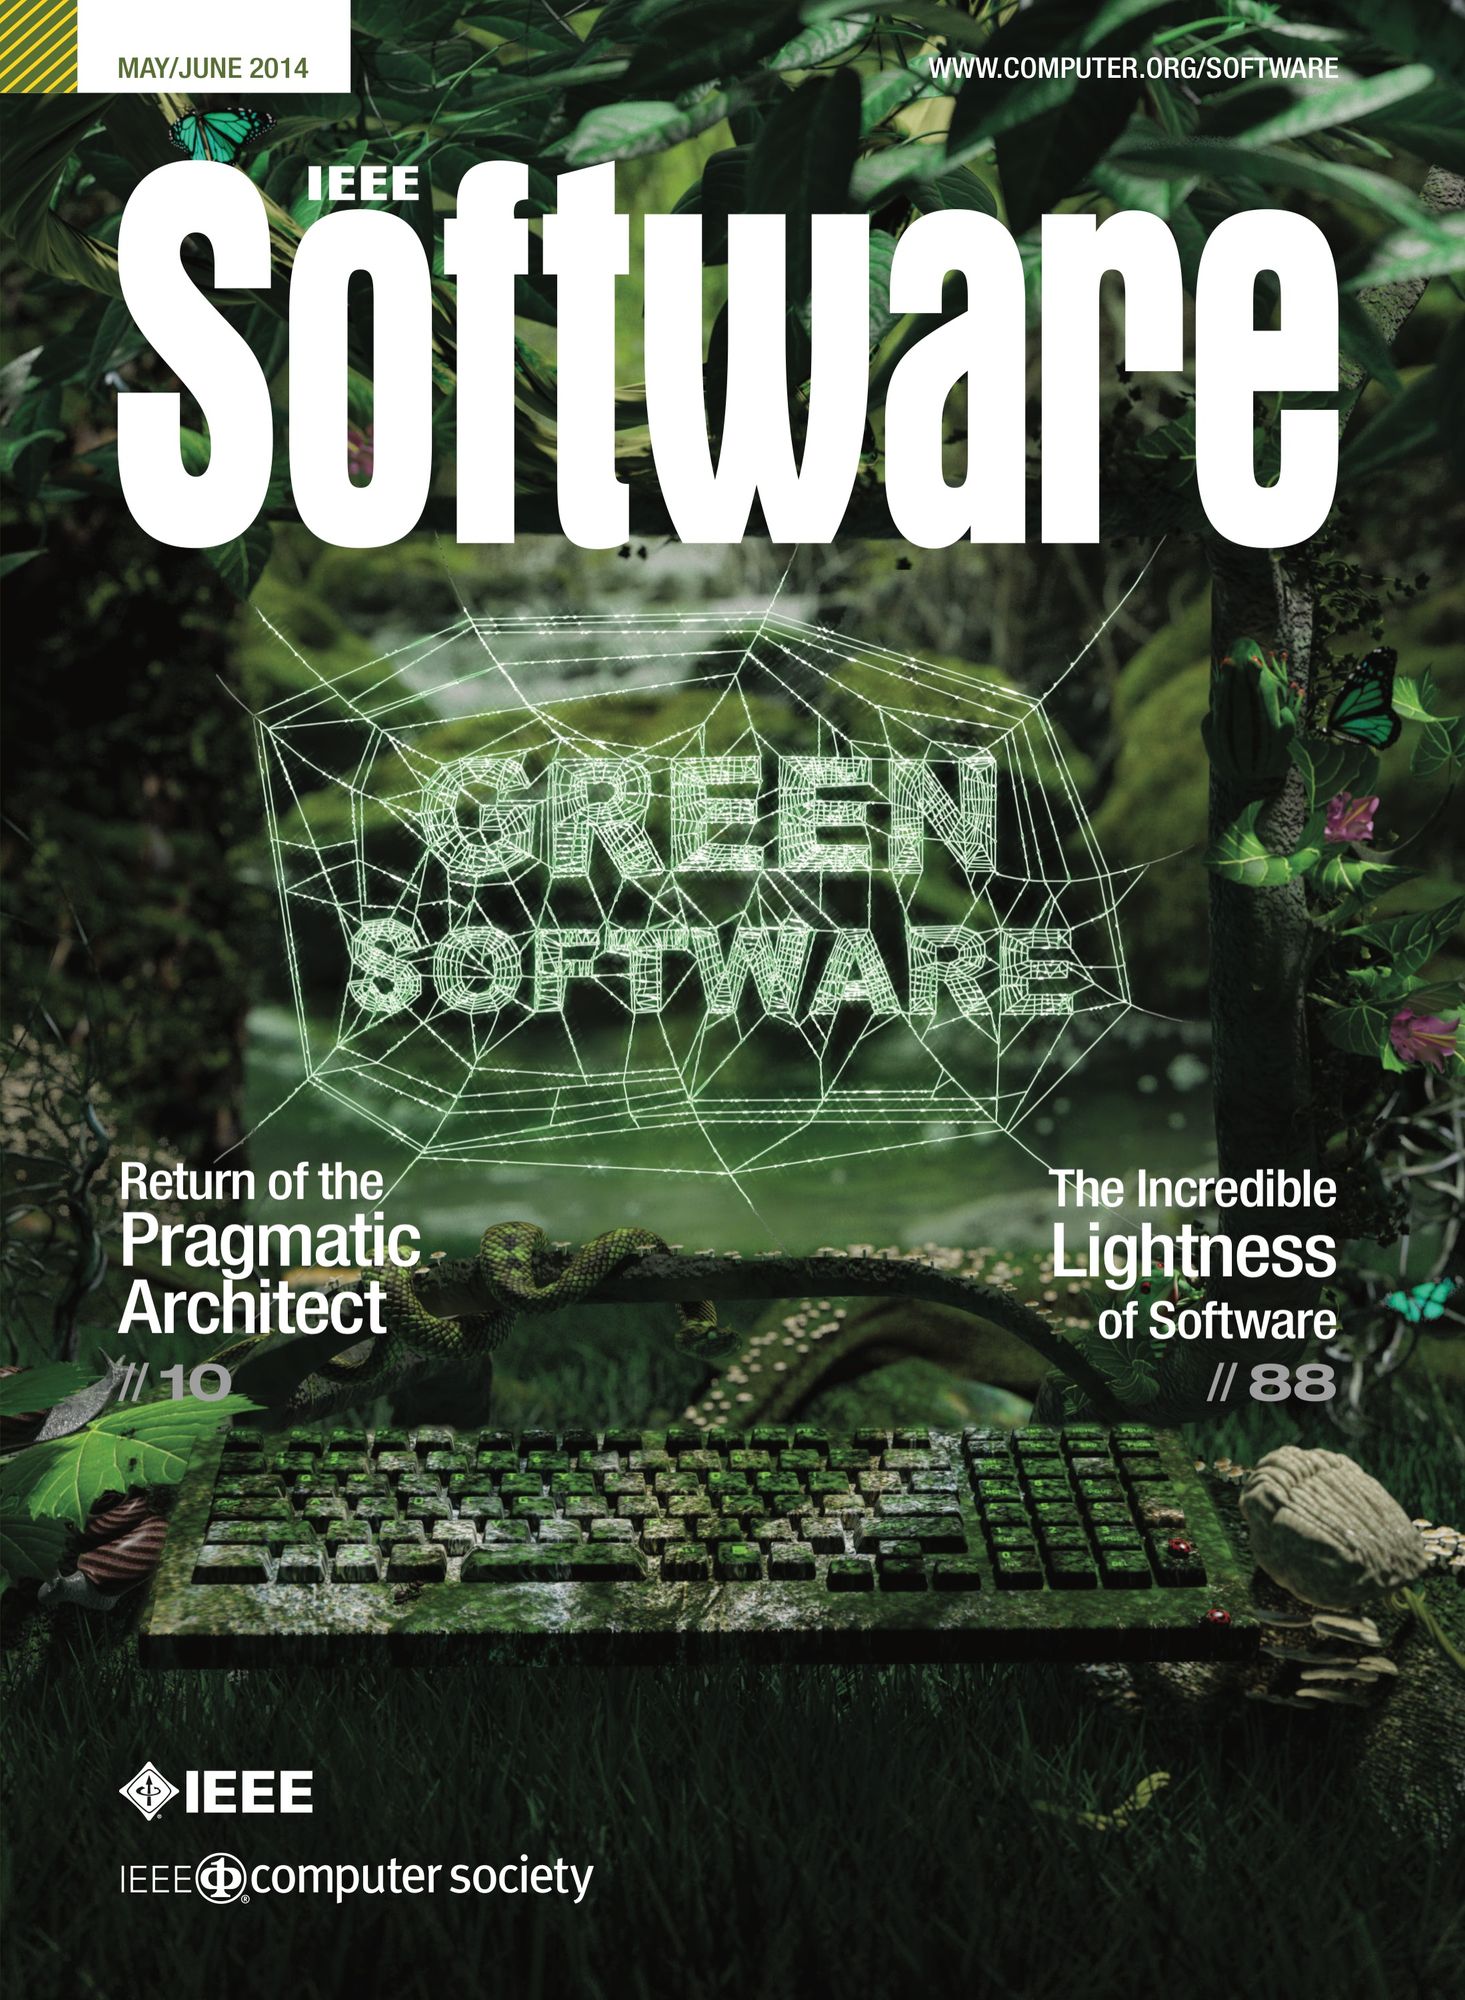 MAY/JUNE 2014
WWW.COMPUTER.ORG/SOFTWARE
IEEE
Software
GREEN
SOFTWARE
Return of the
Pragmatic
Architect
// 10
The Incredible
Lightness
of Software
// 88
IEEE
IEEE computer society